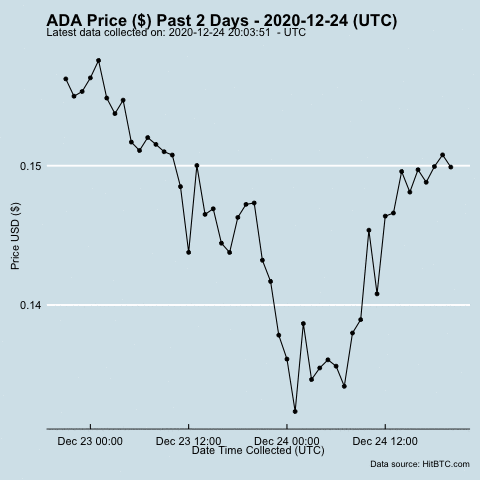 ADA Price ($) Past 2 Days - 2020-12-24 (UTC)
Latest data collected on: 2020-12-24 20:03:51  - UTC
0.15
Price USD ($)
0.14
Dec 23 00:00 Dec 23 12:00 Dec 24 00:00 Dec 24 12:00
Date Time Collected (UTC)
Data source: HitBTC.com